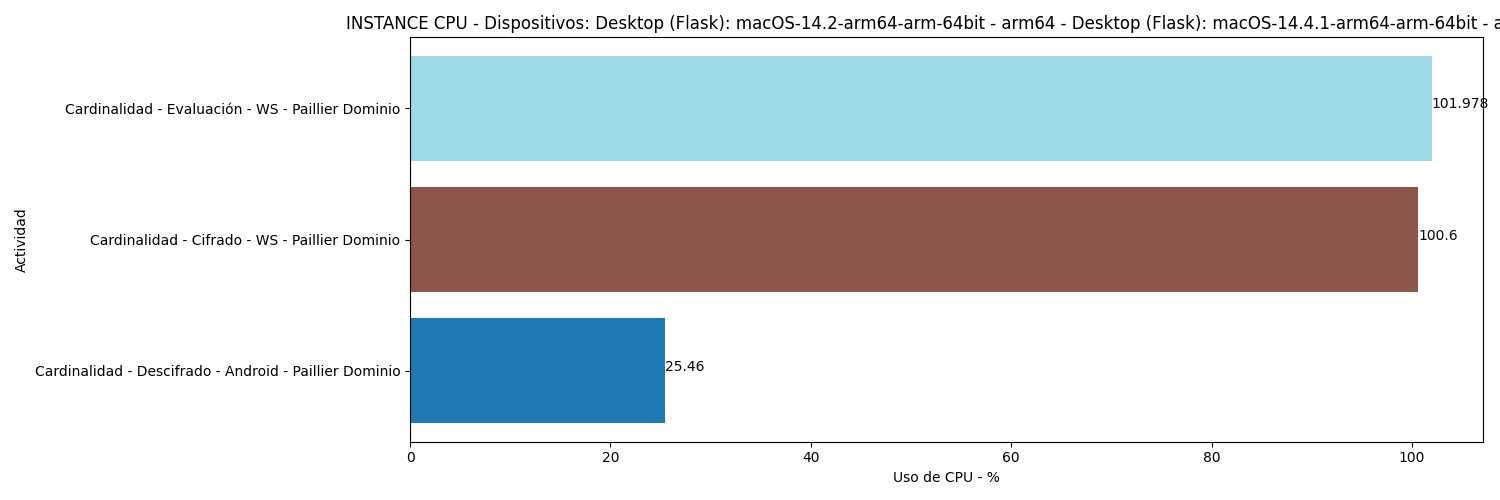 INSTANCE CPU - Dispositivos: Desktop (Flask): macOS-14.2-arm64-arm-64bit - arm64 - Desktop (Flask): macOS-14.4.1-arm64-arm-64bit - a
Cardinalidad - Evaluación - WS - Paillier Dominio
101.978
Cardinalidad - Cifrado - WS - Paillier Dominio
100.6
Cardinalidad - Descifrado - Android - Paillier Dominio
25.46
Actividad
0 20 40 60 80 100
Uso de CPU - %